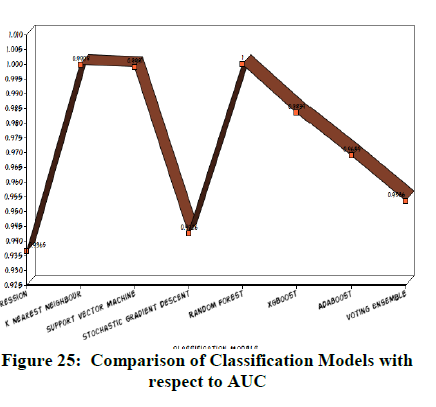 1.010
1.005
1.000
0.995
0.990
0.985
0.980
0.975
0.970
0.965
0.960
0.955
0.950
0.945
0.940
0.935
0.930
0.925
1
RESSION
K NEAREST NEIGHBOUR
SUPPORT VECTOR MACHINE
STOCHASTIC GRADIENT DESCENT
RANDOM FOREST
XGBOOST
ADABOOST
VOTING ENSEMBLE
CLASSIFICATION MODELS
Figure 25: Comparison of Classification Models with
respect to AUC